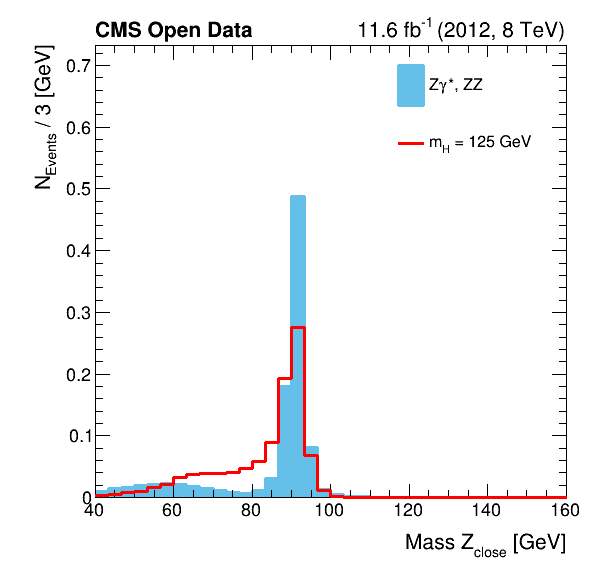 CMS Open Data
11.6 fb⁻¹ (2012, 8 TeV)
N_Events / 3 [GeV]
0.7
0.6
0.5
0.4
0.3
0.2
0.1
0
Zγ*, ZZ
m_H = 125 GeV
40 60 80 100 120 140 160
Mass Z_close [GeV]